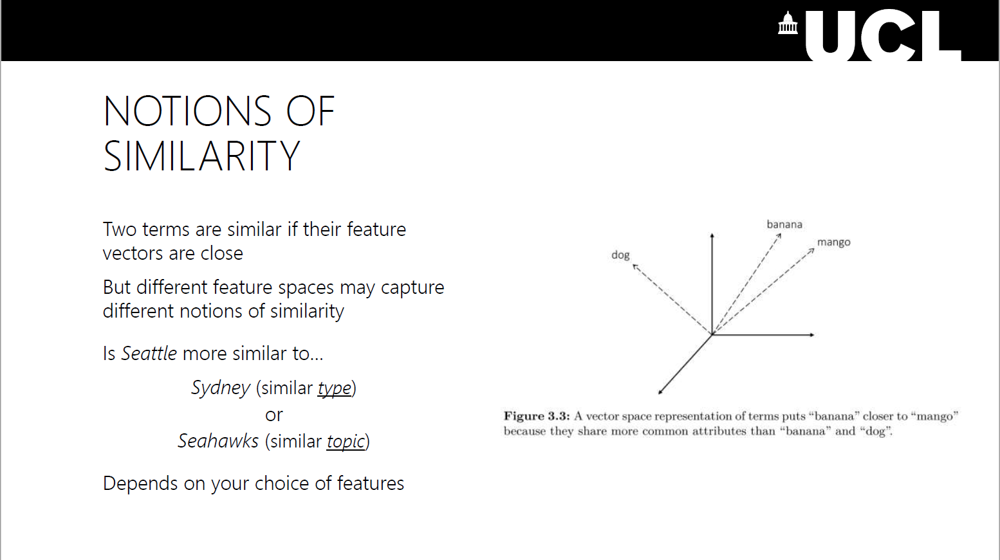 UCL
NOTIONS OF
SIMILARITY
Two terms are similar if their feature
vectors are close
But different feature spaces may capture
different notions of similarity
Is Seattle more similar to...
Sydney (similar type)
or
Seahawks (similar topic)
Depends on your choice of features
banana
mango
dog
Figure 3.3: A vector space representation of terms puts “banana” closer to “mango”
because they share more common attributes than “banana” and “dog”.